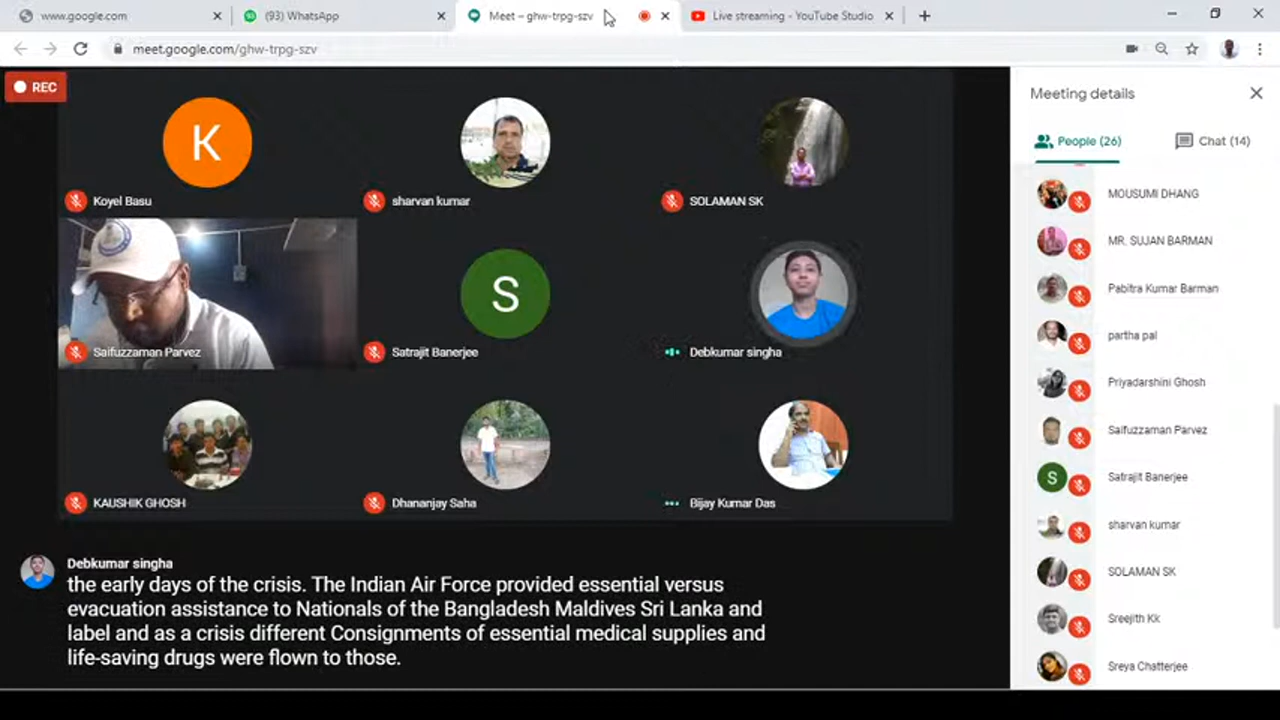 www.google.com
(93) WhatsApp
Meet – ghw-trpg-szv
Live streaming - YouTube Studio
meet.google.com/ghw-trpg-szv
REC
K
Koyel Basu
sharvan kumar
SOLAMAN SK
Saifuzzaman Parvez
S
Satrajit Banerjee
Debkumar singha
KAUSHIK GHOSH
Dhananjay Saha
Bijay Kumar Das
Debkumar singha
the early days of the crisis. The Indian Air Force provided essential versus
evacuation assistance to Nationals of the Bangladesh Maldives Sri Lanka and
label and as a crisis different Consignments of essential medical supplies and
life-saving drugs were flown to those.
Meeting details
People (26)
Chat (14)
MOUSUMI DHANG
MR. SUJAN BARMAN
Pabitra Kumar Barman
partha pal
Priyadarshini Ghosh
Saifuzzaman Parvez
S
Satrajit Banerjee
sharvan kumar
SOLAMAN SK
Sreejith Kk
Sreya Chatterjee